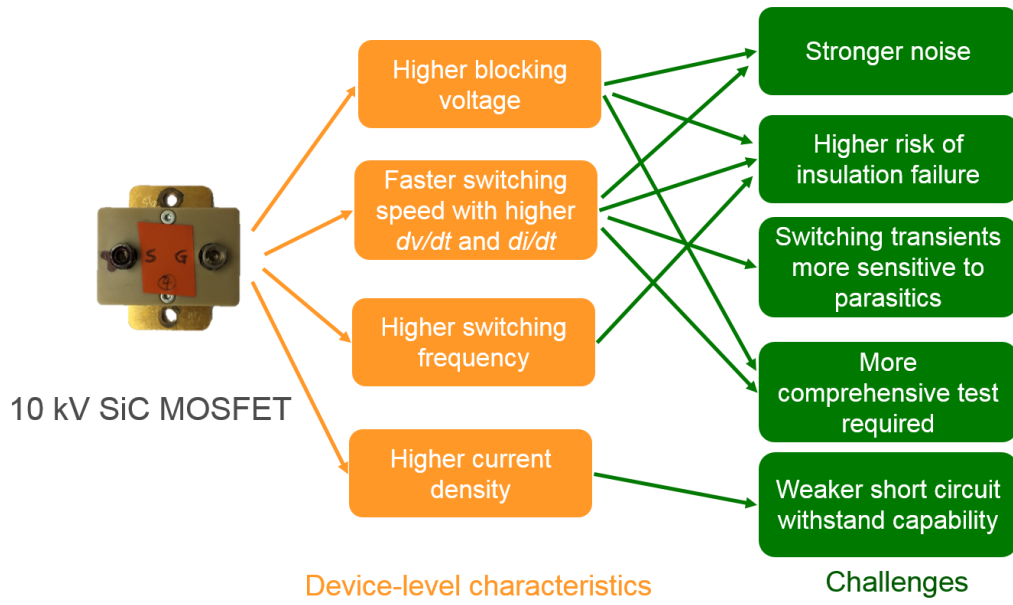 Higher blocking
voltage
Faster switching
speed with higher
dv/dt and di/dt
Higher switching
frequency
Higher current
density
Stronger noise
Higher risk of
insulation failure
Switching transients
more sensitive to
parasitics
More
comprehensive test
required
Weaker short circuit
withstand capability
S G
10 kV SiC MOSFET
Device-level characteristics
Challenges